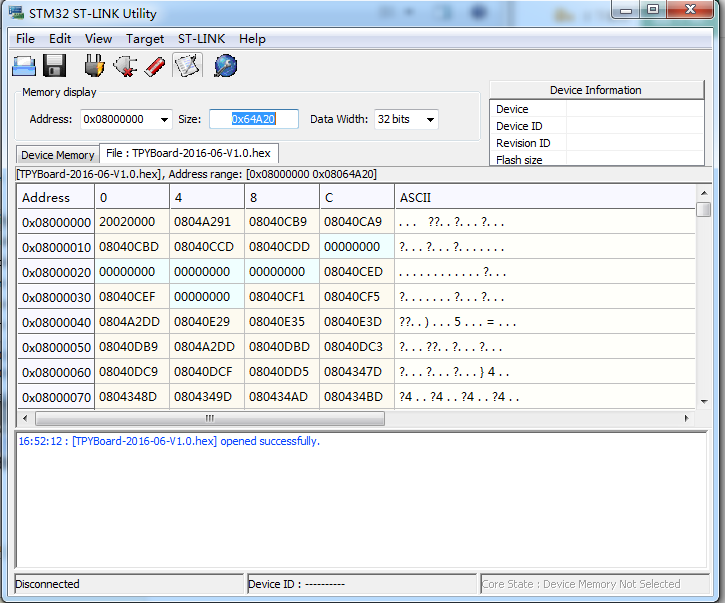 STM32 ST-LINK Utility
File Edit View Target ST-LINK Help
Memory display
Address: 0x08000000 Size: 0x64A20 Data Width: 32 bits
Device Information
Device
Device ID
Revision ID
Flash size
Device Memory File : TPYBoard-2016-06-V1.0.hex
[TPYBoard-2016-06-V1.0.hex], Address range: [0x08000000 0x08064A20]
Address 0 4 8 C ASCII
0x08000000 20020000 0804A291 08040CB9 08040CA9 ... ??..?...?...
0x08000010 08040CBD 08040CCD 08040CDD 00000000 ?...?...?.......
0x08000020 00000000 00000000 00000000 08040CED ............?...
0x08000030 08040CEF 00000000 08040CF1 08040CF5 ?.......?...?...
0x08000040 0804A2DD 08040E29 08040E35 08040E3D ??..)...5...=...
0x08000050 08040DB9 0804A2DD 08040DBD 08040DC3 ?...??..?...?...
0x08000060 08040DC9 08040DCF 08040DD5 0804347D ?...?...?...}4..
0x08000070 0804348D 0804349D 080434AD 080434BD ?4..?4..?4..?4..
16:52:12 : [TPYBoard-2016-06-V1.0.hex] opened successfully.
Disconnected Device ID : ---------- Core State : Device Memory Not Selected